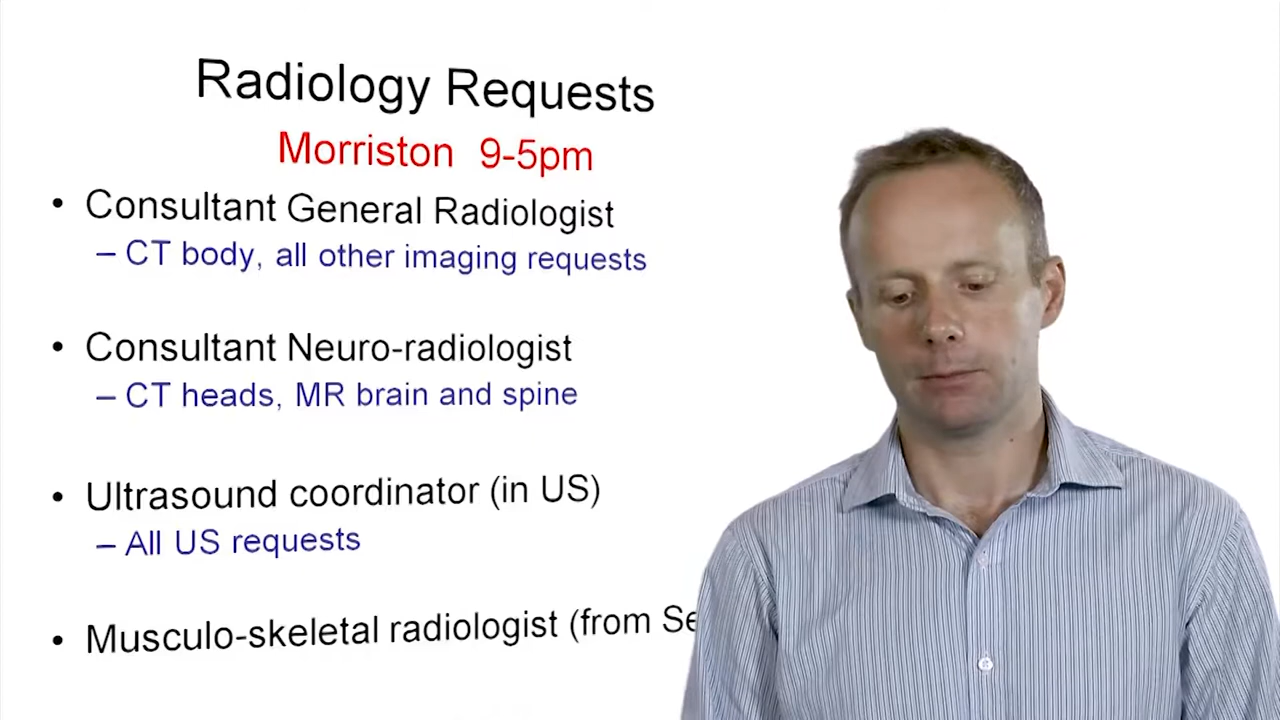 Radiology Requests
Morriston 9-5pm
• Consultant General Radiologist
– CT body, all other imaging requests
• Consultant Neuro-radiologist
– CT heads, MR brain and spine
• Ultrasound coordinator (in US)
– All US requests
• Musculo-skeletal radiologist (from